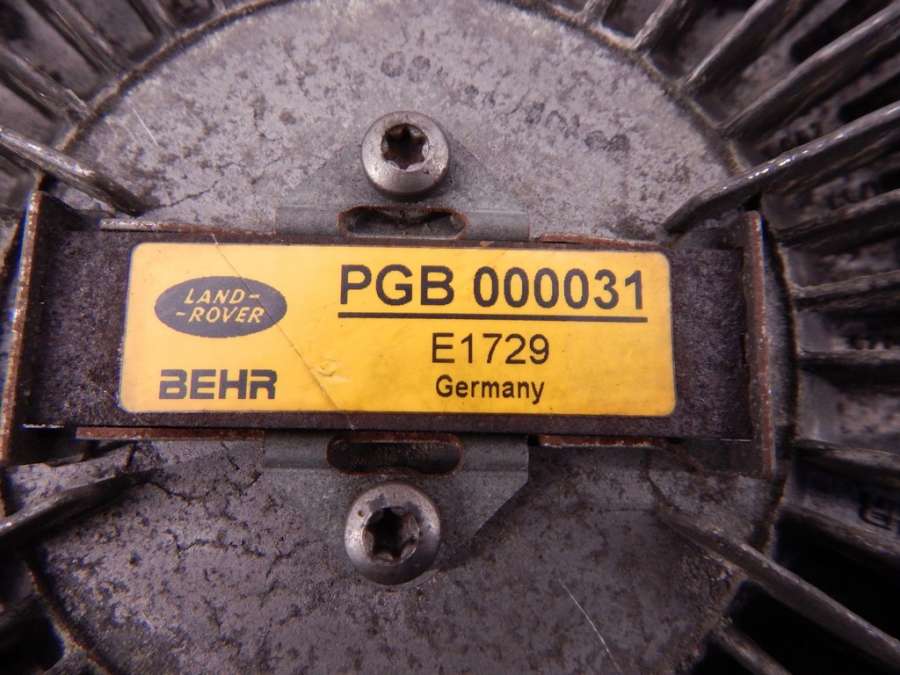 LAND-
-ROVER
PGB 000031
E1729
BEHR
Germany